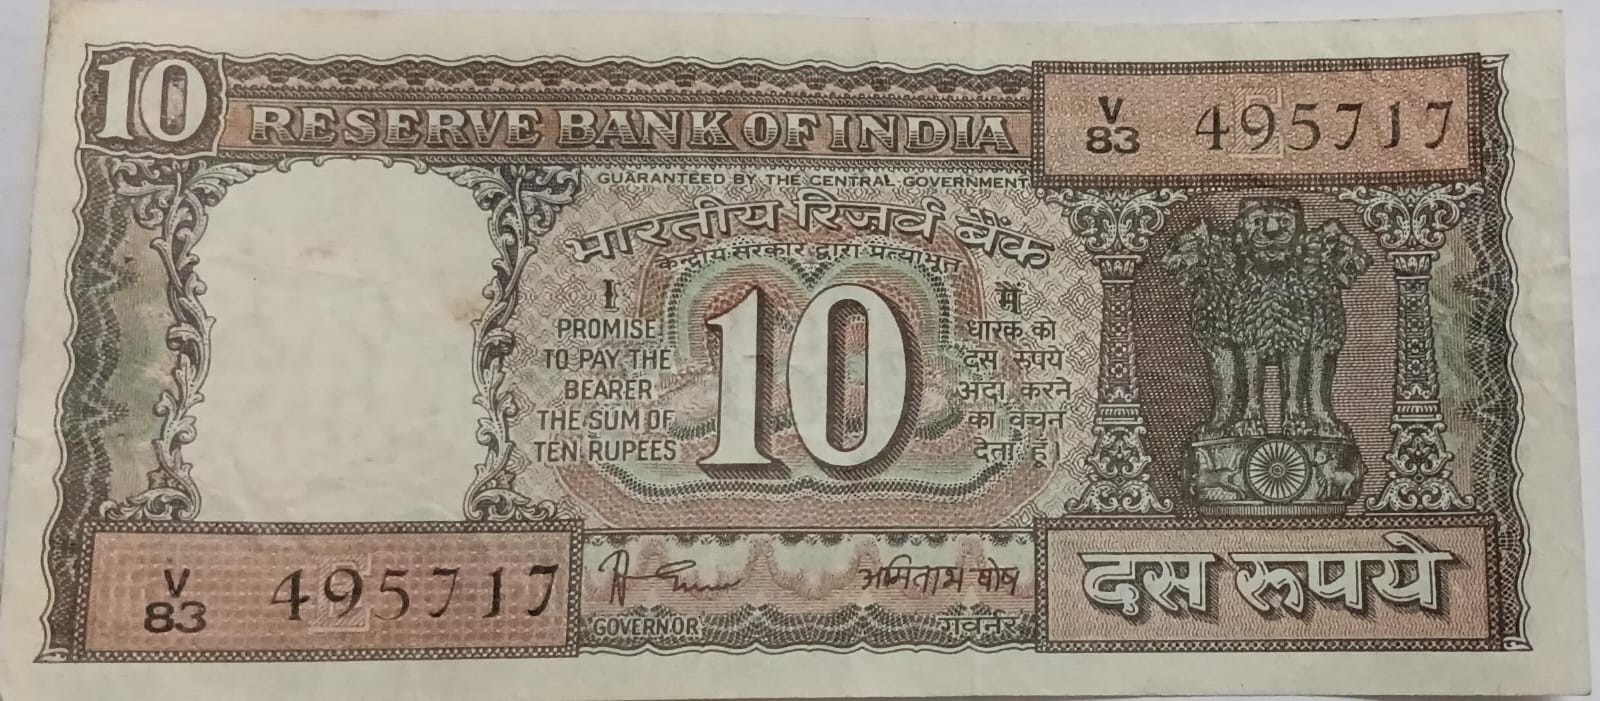 10
RESERVE BANK OF INDIA
V
83 495717
GUARANTEED BY THE CENTRAL GOVERNMENT
भारतीय रिज़र्व बैंक
केन्द्रीय सरकार द्वारा प्रत्याभूत
I
PROMISE
TO PAY THE
BEARER
THE SUM OF
TEN RUPEES
10
मैं
धारक को
दस रुपये
अदा करने
का वचन
देता हूँ।
V
83 495717
अमिताभ घोष
GOVERNOR
गवर्नर
दस रुपये